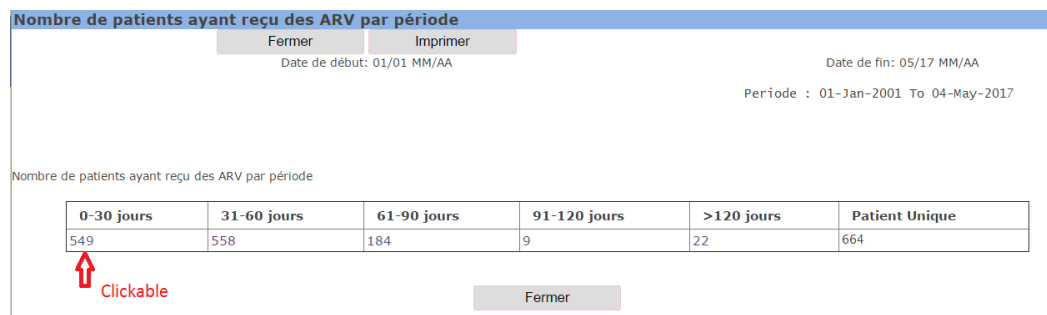 Nombre de patients ayant reçu des ARV par période
Fermer Imprimer
Date de début: 01/01 MM/AA Date de fin: 05/17 MM/AA
Periode : 01-Jan-2001 To 04-May-2017
Nombre de patients ayant reçu des ARV par période
0-30 jours 31-60 jours 61-90 jours 91-120 jours >120 jours Patient Unique
549 558 184 9 22 664
Clickable
Fermer